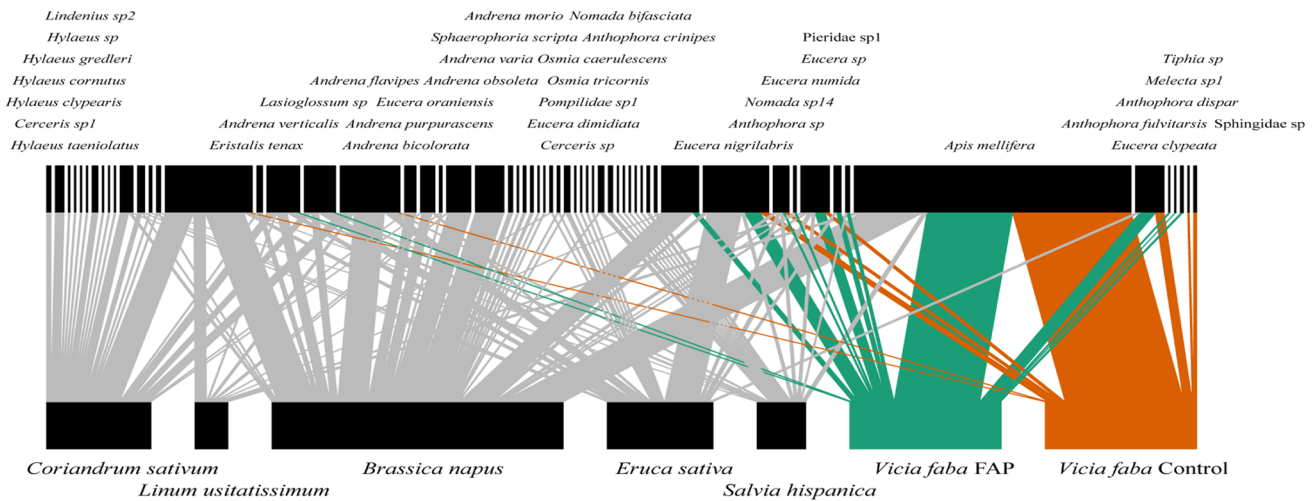 Lindenius sp2 Andrena morio Nomada bifasciata
Hylaeus sp Sphaerophoria scripta Anthophora crinipes Pieridae sp1
Hylaeus gredleri Andrena varia Osmia caerulescens Eucera sp Tiphia sp
Hylaeus cornutus Andrena flavipes Andrena obsoleta Osmia tricornis Eucera numida Melecta sp1
Hylaeus clypearis Lasioglossum sp Eucera oraniensis Pompilidae sp1 Nomada sp14 Anthophora dispar
Cerceris sp1 Andrena verticalis Andrena purpurascens Eucera dimidiata Anthophora sp Anthophora fulvitarsis Sphingidae sp
Hylaeus taeniolatus Eristalis tenax Andrena bicolorata Cerceris sp Eucera nigrilabris Apis mellifera Eucera clypeata
Coriandrum sativum Brassica napus Eruca sativa Vicia faba FAP Vicia faba Control
Linum usitatissimum Salvia hispanica